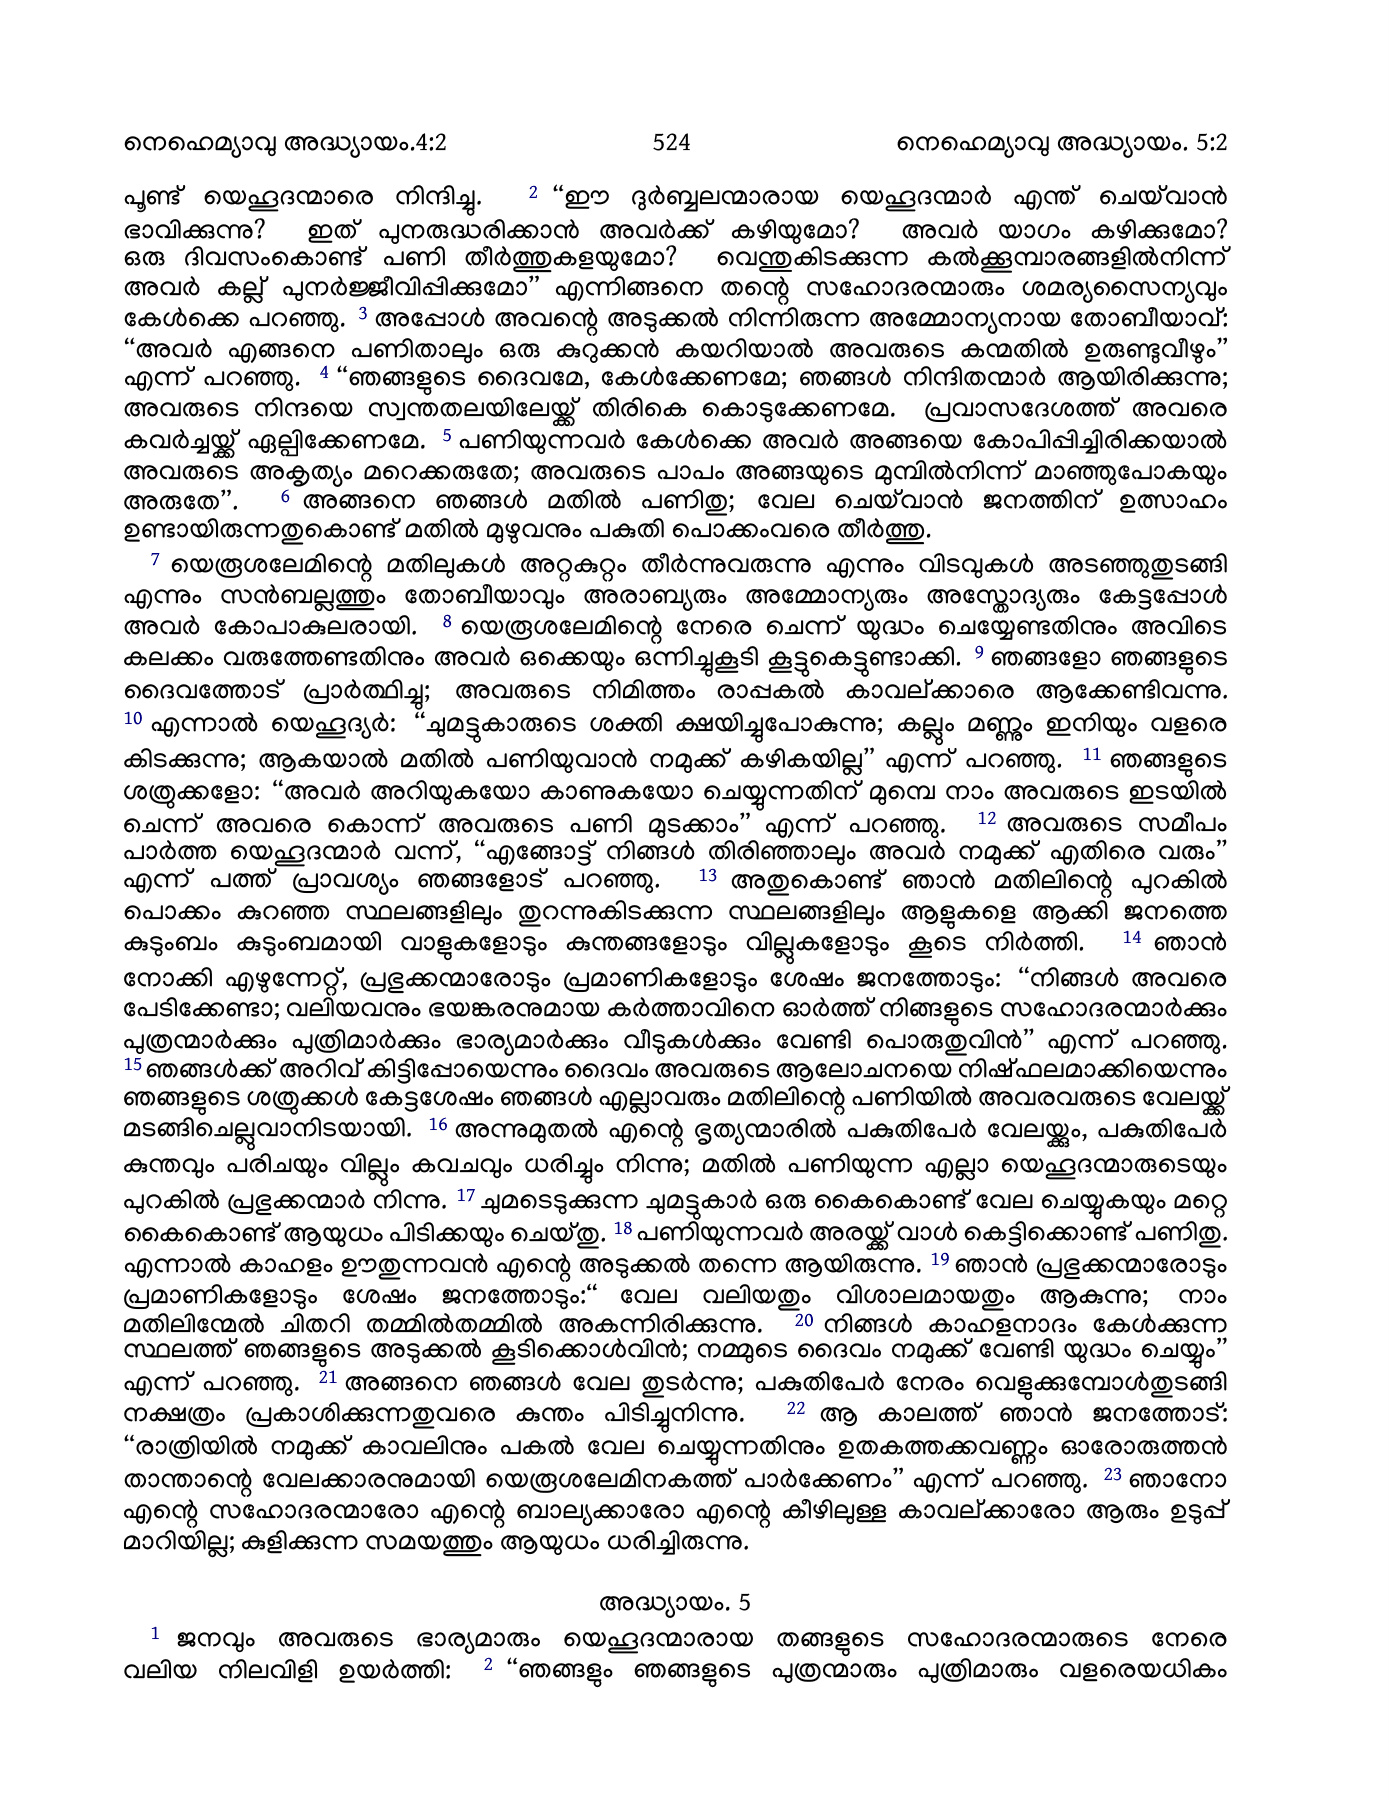 നെഹെമ്യാവു അദ്ധ്യായം.4:2 524 നെഹെമ്യാവു അദ്ധ്യായം. 5:2
പൂണ്ട് യെഹൂദന്മാരെ നിന്ദിച്ചു. 2 “ഈ ദുർബ്ബലന്മാരായ യെഹൂദന്മാർ എന്ത് ചെയ്‌വാൻ
ഭാവിക്കുന്നു? ഇത് പുനരുദ്ധരിക്കാൻ അവർക്ക് കഴിയുമോ? അവർ യാഗം കഴിക്കുമോ?
ഒരു ദിവസംകൊണ്ട് പണി തീർത്തുകളയുമോ? വെന്തുകിടക്കുന്ന കൽക്കൂമ്പാരങ്ങളിൽനിന്ന്
അവർ കല്ല് പുനർജ്ജീവിപ്പിക്കുമോ” എന്നിങ്ങനെ തന്റെ സഹോദരന്മാരും ശമര്യസൈന്യവും
കേൾക്കെ പറഞ്ഞു. 3 അപ്പോൾ അവന്റെ അടുക്കൽ നിന്നിരുന്ന അമ്മോന്യനായ തോബീയാവ്:
“അവർ എങ്ങനെ പണിതാലും ഒരു കുറുക്കൻ കയറിയാൽ അവരുടെ കന്മതിൽ ഉരുണ്ടുവീഴും”
എന്ന് പറഞ്ഞു. 4 “ഞങ്ങളുടെ ദൈവമേ, കേൾക്കേണമേ; ഞങ്ങൾ നിന്ദിതന്മാർ ആയിരിക്കുന്നു;
അവരുടെ നിന്ദയെ സ്വന്തതലയിലേയ്ക്ക് തിരികെ കൊടുക്കേണമേ. പ്രവാസദേശത്ത് അവരെ
കവർച്ചയ്ക്ക് ഏല്പിക്കേണമേ. 5 പണിയുന്നവർ കേൾക്കെ അവർ അങ്ങയെ കോപിപ്പിച്ചിരിക്കയാൽ
അവരുടെ അകൃത്യം മറെക്കരുതേ; അവരുടെ പാപം അങ്ങയുടെ മുമ്പിൽനിന്ന് മാഞ്ഞുപോകയും
അരുതേ”. 6 അങ്ങനെ ഞങ്ങൾ മതിൽ പണിതു; വേല ചെയ്‌വാൻ ജനത്തിന് ഉത്സാഹം
ഉണ്ടായിരുന്നതുകൊണ്ട് മതിൽ മുഴുവനും പകുതി പൊക്കംവരെ തീർത്തു.
7 യെരൂശലേമിന്റെ മതിലുകൾ അറ്റകുറ്റം തീർന്നുവരുന്നു എന്നും വിടവുകൾ അടഞ്ഞുതുടങ്ങി
എന്നും സൻബല്ലത്തും തോബീയാവും അരാബ്യരും അമ്മോന്യരും അസ്തോദ്യരും കേട്ടപ്പോൾ
അവർ കോപാകുലരായി. 8 യെരൂശലേമിന്റെ നേരെ ചെന്ന് യുദ്ധം ചെയ്യേണ്ടതിനും അവിടെ
കലക്കം വരുത്തേണ്ടതിനും അവർ ഒക്കെയും ഒന്നിച്ചുകൂടി കൂട്ടുകെട്ടുണ്ടാക്കി. 9 ഞങ്ങളോ ഞങ്ങളുടെ
ദൈവത്തോട് പ്രാർത്ഥിച്ചു; അവരുടെ നിമിത്തം രാപ്പകൽ കാവല്ക്കാരെ ആക്കേണ്ടിവന്നു.
10 എന്നാൽ യെഹൂദ്യർ: “ചുമട്ടുകാരുടെ ശക്തി ക്ഷയിച്ചുപോകുന്നു; കല്ലും മണ്ണും ഇനിയും വളരെ
കിടക്കുന്നു; ആകയാൽ മതിൽ പണിയുവാൻ നമുക്ക് കഴികയില്ല” എന്ന് പറഞ്ഞു. 11 ഞങ്ങളുടെ
ശത്രുക്കളോ: “അവർ അറിയുകയോ കാണുകയോ ചെയ്യുന്നതിന് മുമ്പെ നാം അവരുടെ ഇടയിൽ
ചെന്ന് അവരെ കൊന്ന് അവരുടെ പണി മുടക്കാം” എന്ന് പറഞ്ഞു. 12 അവരുടെ സമീപം
പാർത്ത യെഹൂദന്മാർ വന്ന്, “എങ്ങോട്ട് നിങ്ങൾ തിരിഞ്ഞാലും അവർ നമുക്ക് എതിരെ വരും”
എന്ന് പത്ത് പ്രാവശ്യം ഞങ്ങളോട് പറഞ്ഞു. 13 അതുകൊണ്ട് ഞാൻ മതിലിന്റെ പുറകിൽ
പൊക്കം കുറഞ്ഞ സ്ഥലങ്ങളിലും തുറന്നുകിടക്കുന്ന സ്ഥലങ്ങളിലും ആളുകളെ ആക്കി ജനത്തെ
കുടുംബം കുടുംബമായി വാളുകളോടും കുന്തങ്ങളോടും വില്ലുകളോടും കൂടെ നിർത്തി. 14 ഞാൻ
നോക്കി എഴുന്നേറ്റ്, പ്രഭുക്കന്മാരോടും പ്രമാണികളോടും ശേഷം ജനത്തോടും: “നിങ്ങൾ അവരെ
പേടിക്കേണ്ടാ; വലിയവനും ഭയങ്കരനുമായ കർത്താവിനെ ഓർത്ത് നിങ്ങളുടെ സഹോദരന്മാർക്കും
പുത്രന്മാർക്കും പുത്രിമാർക്കും ഭാര്യമാർക്കും വീടുകൾക്കും വേണ്ടി പൊരുതുവിൻ” എന്ന് പറഞ്ഞു.
15 ഞങ്ങൾക്ക് അറിവ് കിട്ടിപ്പോയെന്നും ദൈവം അവരുടെ ആലോചനയെ നിഷ്ഫലമാക്കിയെന്നും
ഞങ്ങളുടെ ശത്രുക്കൾ കേട്ടശേഷം ഞങ്ങൾ എല്ലാവരും മതിലിന്റെ പണിയിൽ അവരവരുടെ വേലയ്ക്ക്
മടങ്ങിചെല്ലുവാനിടയായി. 16 അന്നുമുതൽ എന്റെ ഭൃത്യന്മാരിൽ പകുതിപേർ വേലയ്ക്കും, പകുതിപേർ
കുന്തവും പരിചയും വില്ലും കവചവും ധരിച്ചും നിന്നു; മതിൽ പണിയുന്ന എല്ലാ യെഹൂദന്മാരുടെയും
പുറകിൽ പ്രഭുക്കന്മാർ നിന്നു. 17 ചുമടെടുക്കുന്ന ചുമട്ടുകാർ ഒരു കൈകൊണ്ട് വേല ചെയ്യുകയും മറ്റെ
കൈകൊണ്ട് ആയുധം പിടിക്കയും ചെയ്തു. 18 പണിയുന്നവർ അരയ്ക്ക് വാൾ കെട്ടിക്കൊണ്ട് പണിതു.
എന്നാൽ കാഹളം ഊതുന്നവൻ എന്റെ അടുക്കൽ തന്നെ ആയിരുന്നു. 19 ഞാൻ പ്രഭുക്കന്മാരോടും
പ്രമാണികളോടും ശേഷം ജനത്തോടും:“ വേല വലിയതും വിശാലമായതും ആകുന്നു; നാം
മതിലിന്മേൽ ചിതറി തമ്മിൽതമ്മിൽ അകന്നിരിക്കുന്നു. 20 നിങ്ങൾ കാഹളനാദം കേൾക്കുന്ന
സ്ഥലത്ത് ഞങ്ങളുടെ അടുക്കൽ കൂടിക്കൊൾവിൻ; നമ്മുടെ ദൈവം നമുക്ക് വേണ്ടി യുദ്ധം ചെയ്യും”
എന്ന് പറഞ്ഞു. 21 അങ്ങനെ ഞങ്ങൾ വേല തുടർന്നു; പകുതിപേർ നേരം വെളുക്കുമ്പോൾതുടങ്ങി
നക്ഷത്രം പ്രകാശിക്കുന്നതുവരെ കുന്തം പിടിച്ചുനിന്നു. 22 ആ കാലത്ത് ഞാൻ ജനത്തോട്:
“രാത്രിയിൽ നമുക്ക് കാവലിനും പകൽ വേല ചെയ്യുന്നതിനും ഉതകത്തക്കവണ്ണം ഓരോരുത്തൻ
താന്താന്റെ വേലക്കാരനുമായി യെരൂശലേമിനകത്ത് പാർക്കേണം” എന്ന് പറഞ്ഞു. 23 ഞാനോ
എന്റെ സഹോദരന്മാരോ എന്റെ ബാല്യക്കാരോ എന്റെ കീഴിലുള്ള കാവല്ക്കാരോ ആരും ഉടുപ്പ്
മാറിയില്ല; കുളിക്കുന്ന സമയത്തും ആയുധം ധരിച്ചിരുന്നു.
അദ്ധ്യായം. 5
1 ജനവും അവരുടെ ഭാര്യമാരും യെഹൂദന്മാരായ തങ്ങളുടെ സഹോദരന്മാരുടെ നേരെ
വലിയ നിലവിളി ഉയർത്തി: 2 “ഞങ്ങളും ഞങ്ങളുടെ പുത്രന്മാരും പുത്രിമാരും വളരെയധികം